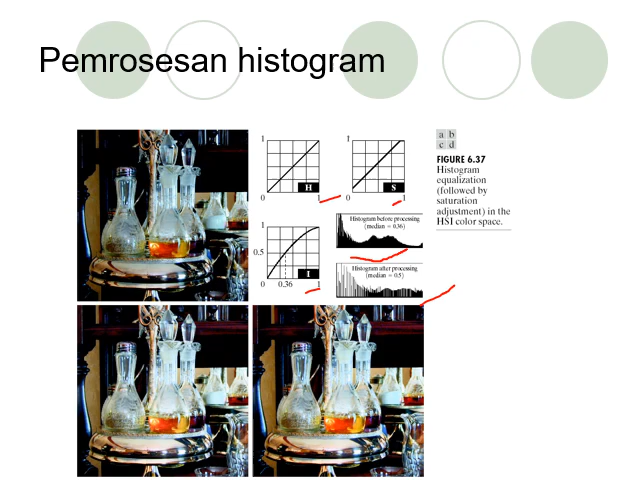 Pemrosesan histogram
1
H
0
1
1
S
0
1
1
0.5
I
0
0.36
1
Histogram before processing
(median = 0.36)
Histogram after processing
(median = 0.5)
a b
c d
FIGURE 6.37
Histogram
equalization
(followed by
saturation
adjustment) in the
HSI color space.